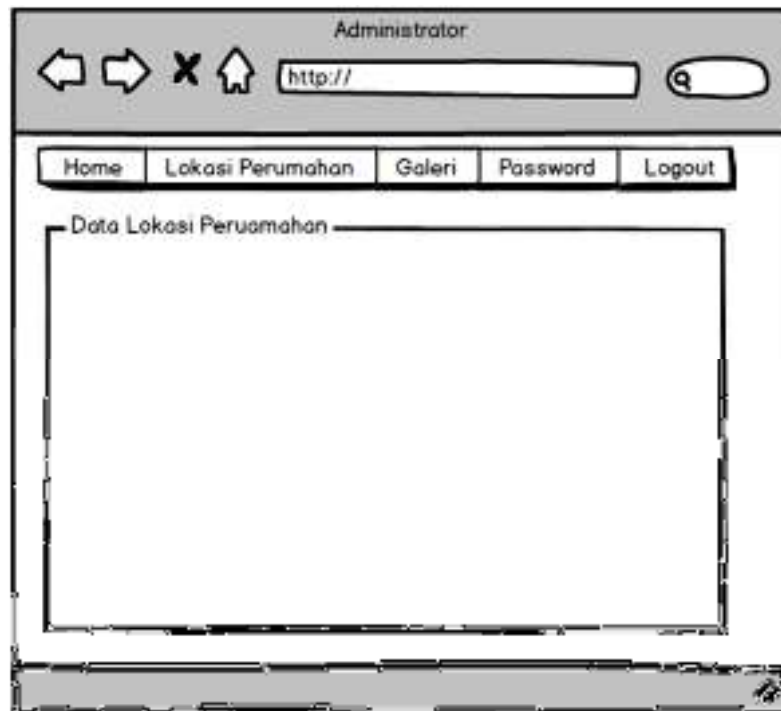 Administrator
http://
Home Lokasi Perumahan Galeri Password Logout
Data Lokasi Peruamahan